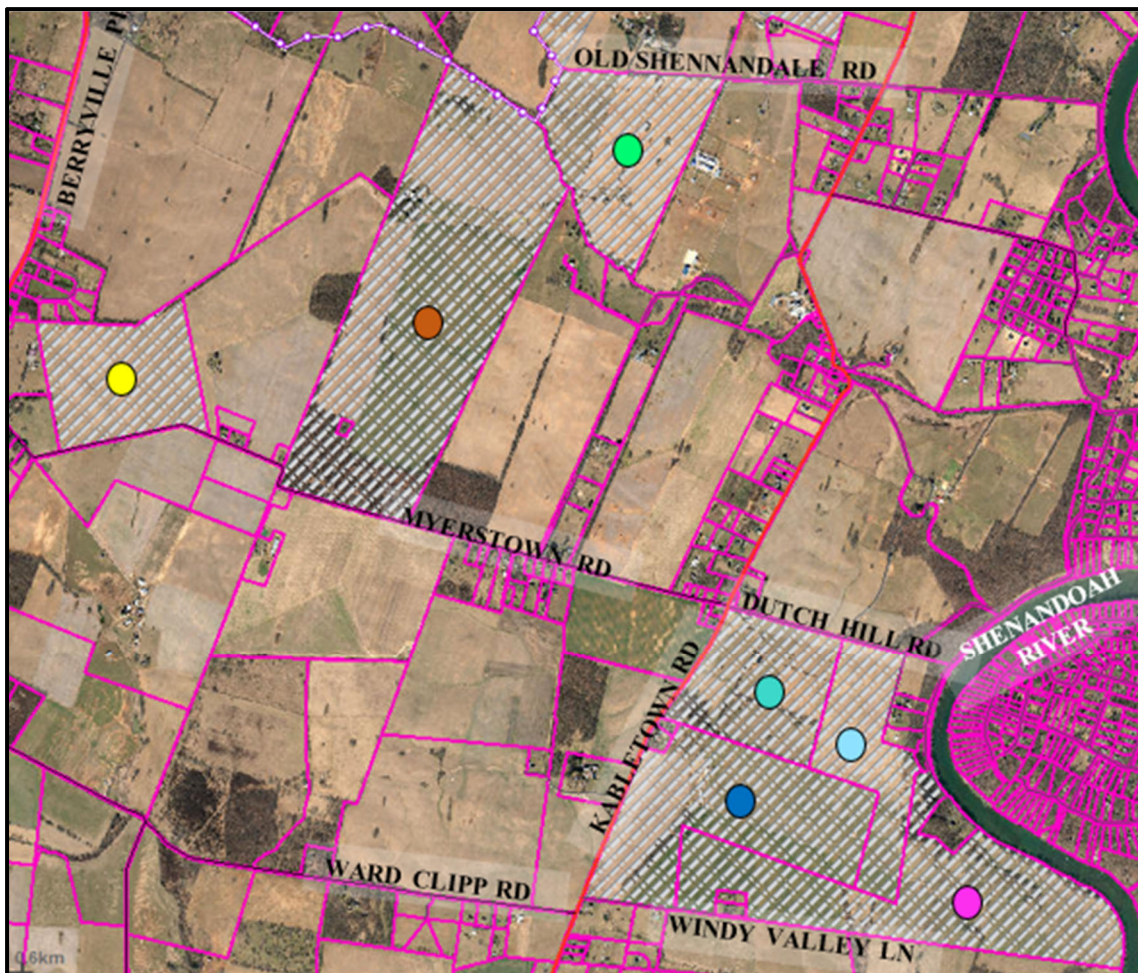 OLD SHENNANDALE RD
BERRYVILLE PI
MYERSTOWN RD
DUTCH HILL RD
SHENANDOAH
RIVER
KABLETOWN RD
WARD CLIPP RD
WINDY VALLEY LN
0.6km